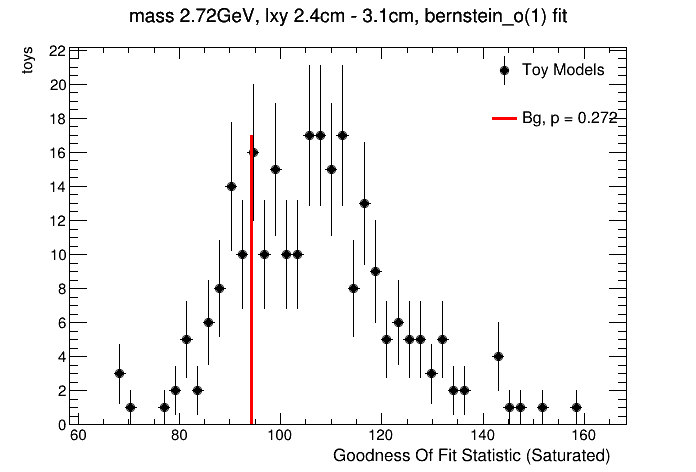 mass 2.72GeV, lxy 2.4cm - 3.1cm, bernstein_o(1) fit
toys
22
20
18
16
14
12
10
8
6
4
2
0
Toy Models
Bg, p = 0.272
60 80 100 120 140 160
Goodness Of Fit Statistic (Saturated)